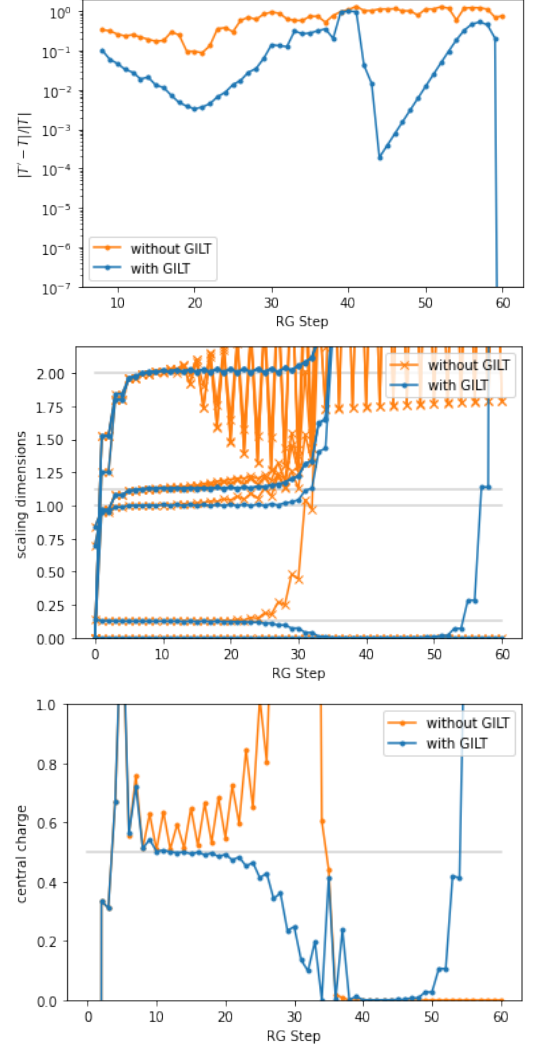 10⁰
10⁻¹
10⁻²
10⁻³
10⁻⁴
10⁻⁵
10⁻⁶
10⁻⁷
|T′ − T|/|T|
without GILT
with GILT
10 20 30 40 50 60
RG Step
2.00
1.75
1.50
1.25
1.00
0.75
0.50
0.25
0.00
scaling dimensions
without GILT
with GILT
0 10 20 30 40 50 60
RG Step
1.0
0.8
0.6
0.4
0.2
0.0
central charge
without GILT
with GILT
0 10 20 30 40 50 60
RG Step